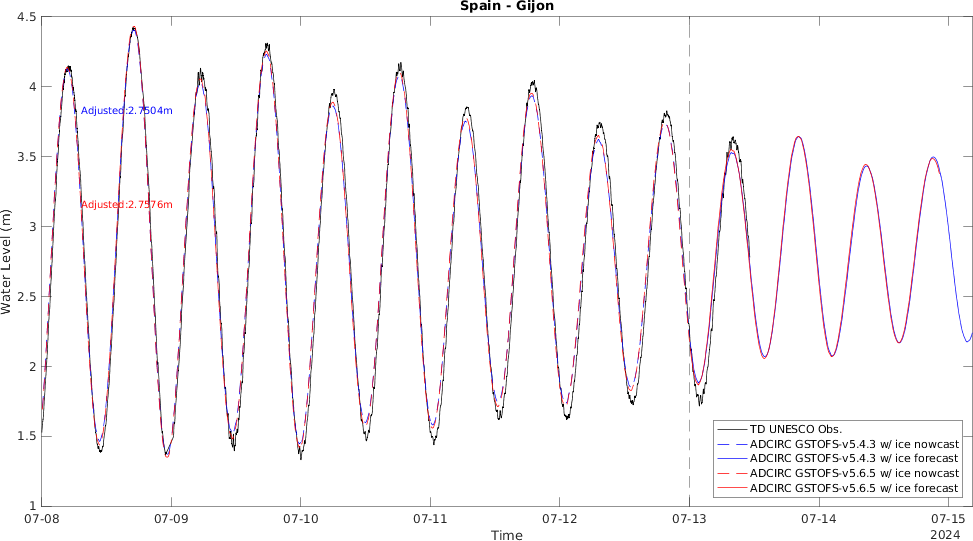 Spain - Gijon
4.5
4
3.5
3
2.5
2
1.5
1
Water Level (m)
Adjusted:2.7504m
Adjusted:2.7576m
TD UNESCO Obs.
ADCIRC GSTOFS-v5.4.3 w/ ice nowcast
ADCIRC GSTOFS-v5.4.3 w/ ice forecast
ADCIRC GSTOFS-v5.6.5 w/ ice nowcast
ADCIRC GSTOFS-v5.6.5 w/ ice forecast
07-08 07-09 07-10 07-11 07-12 07-13 07-14 07-15
Time
2024